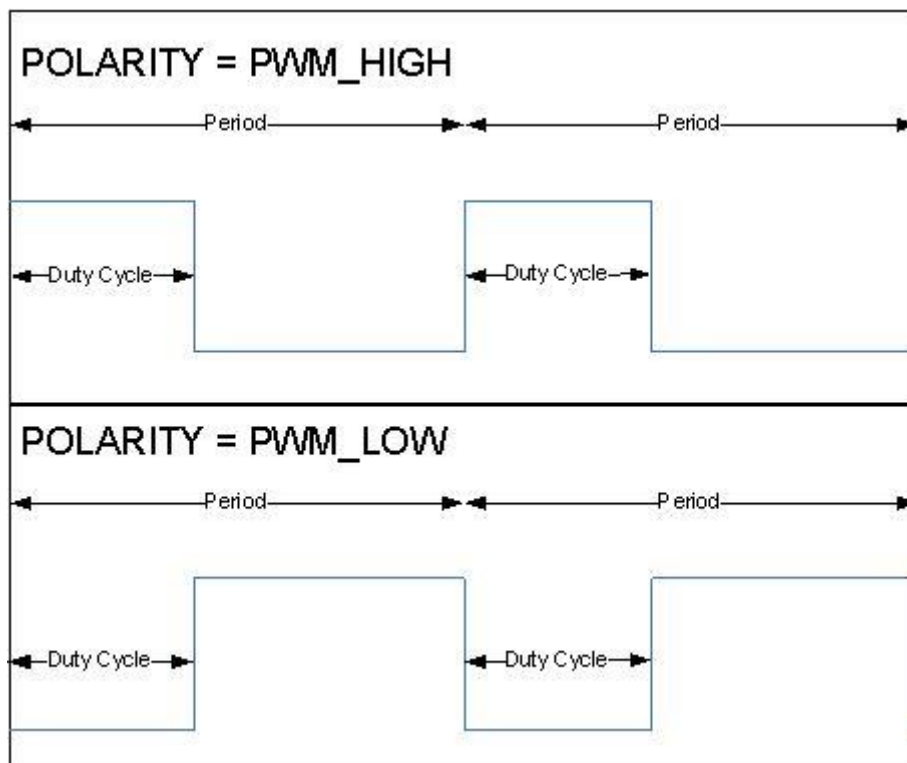 POLARITY = PWM_HIGH
Period Period
Duty Cycle Duty Cycle
POLARITY = PWM_LOW
Period Period
Duty Cycle Duty Cycle